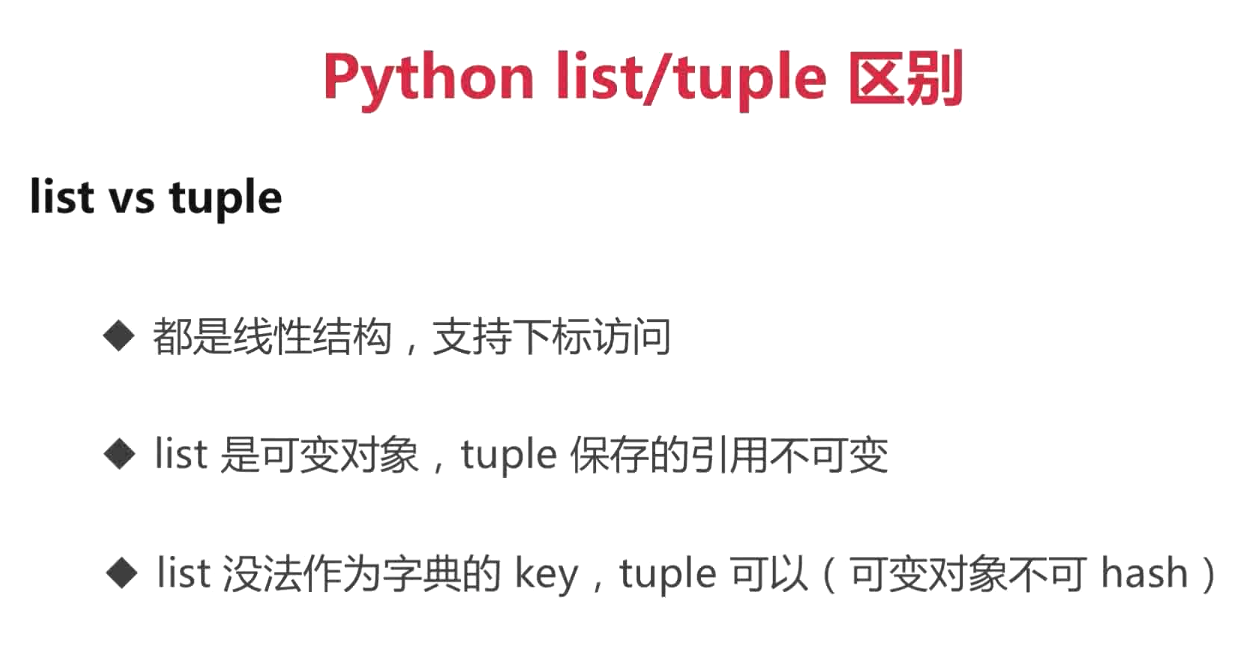 Python list/tuple 区别
list vs tuple
◆ 都是线性结构，支持下标访问
◆ list 是可变对象，tuple 保存的引用不可变
◆ list 没法作为字典的 key，tuple 可以（可变对象不可 hash）